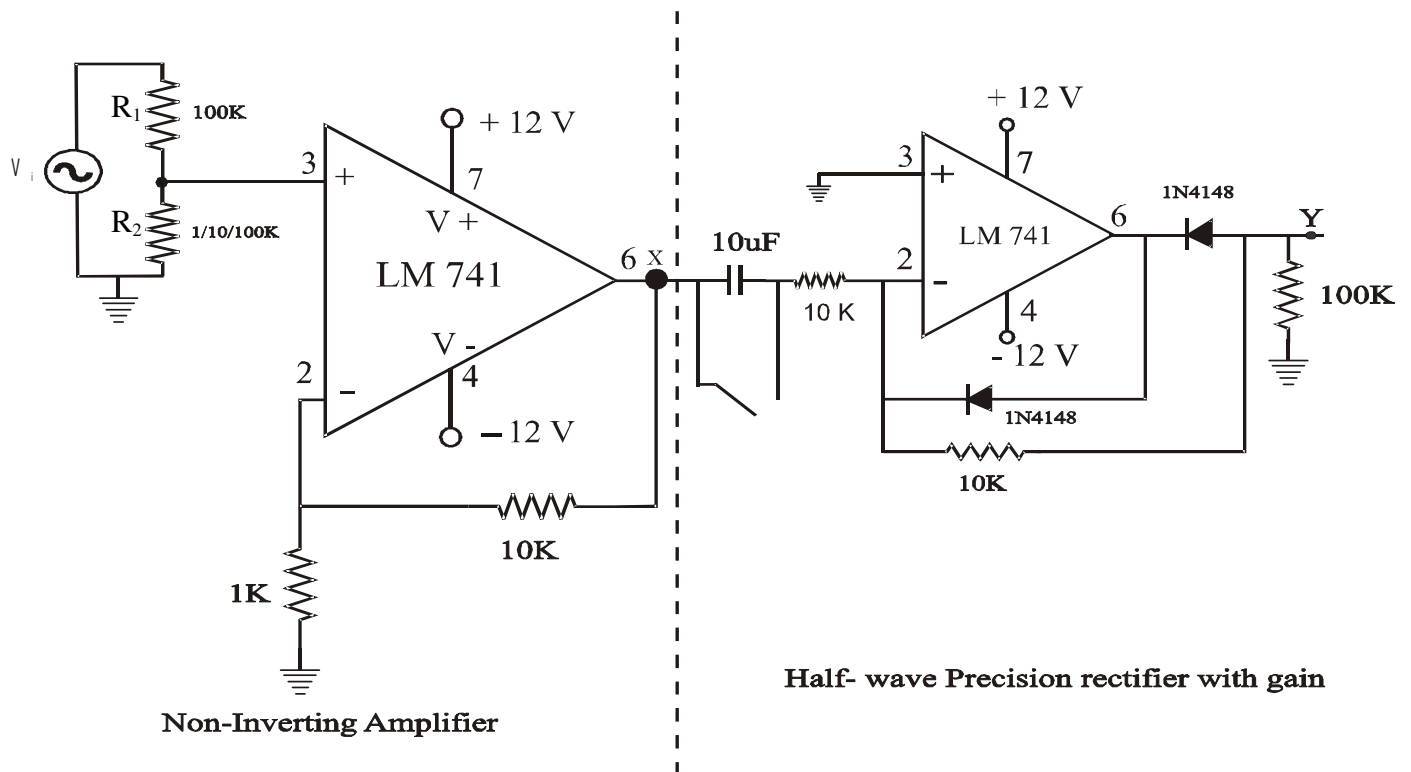 R1
100K
V i
R2
1/10/100K
3
+
+ 12 V
7
V +
LM 741
6
X
V -
4
2
−
− 12 V
10K
1K
Non-Inverting Amplifier
10uF
10 K
+ 12 V
3
+
7
LM 741
6
1N4148
Y
2
-
4
- 12 V
100K
1N4148
10K
Half- wave Precision rectifier with gain